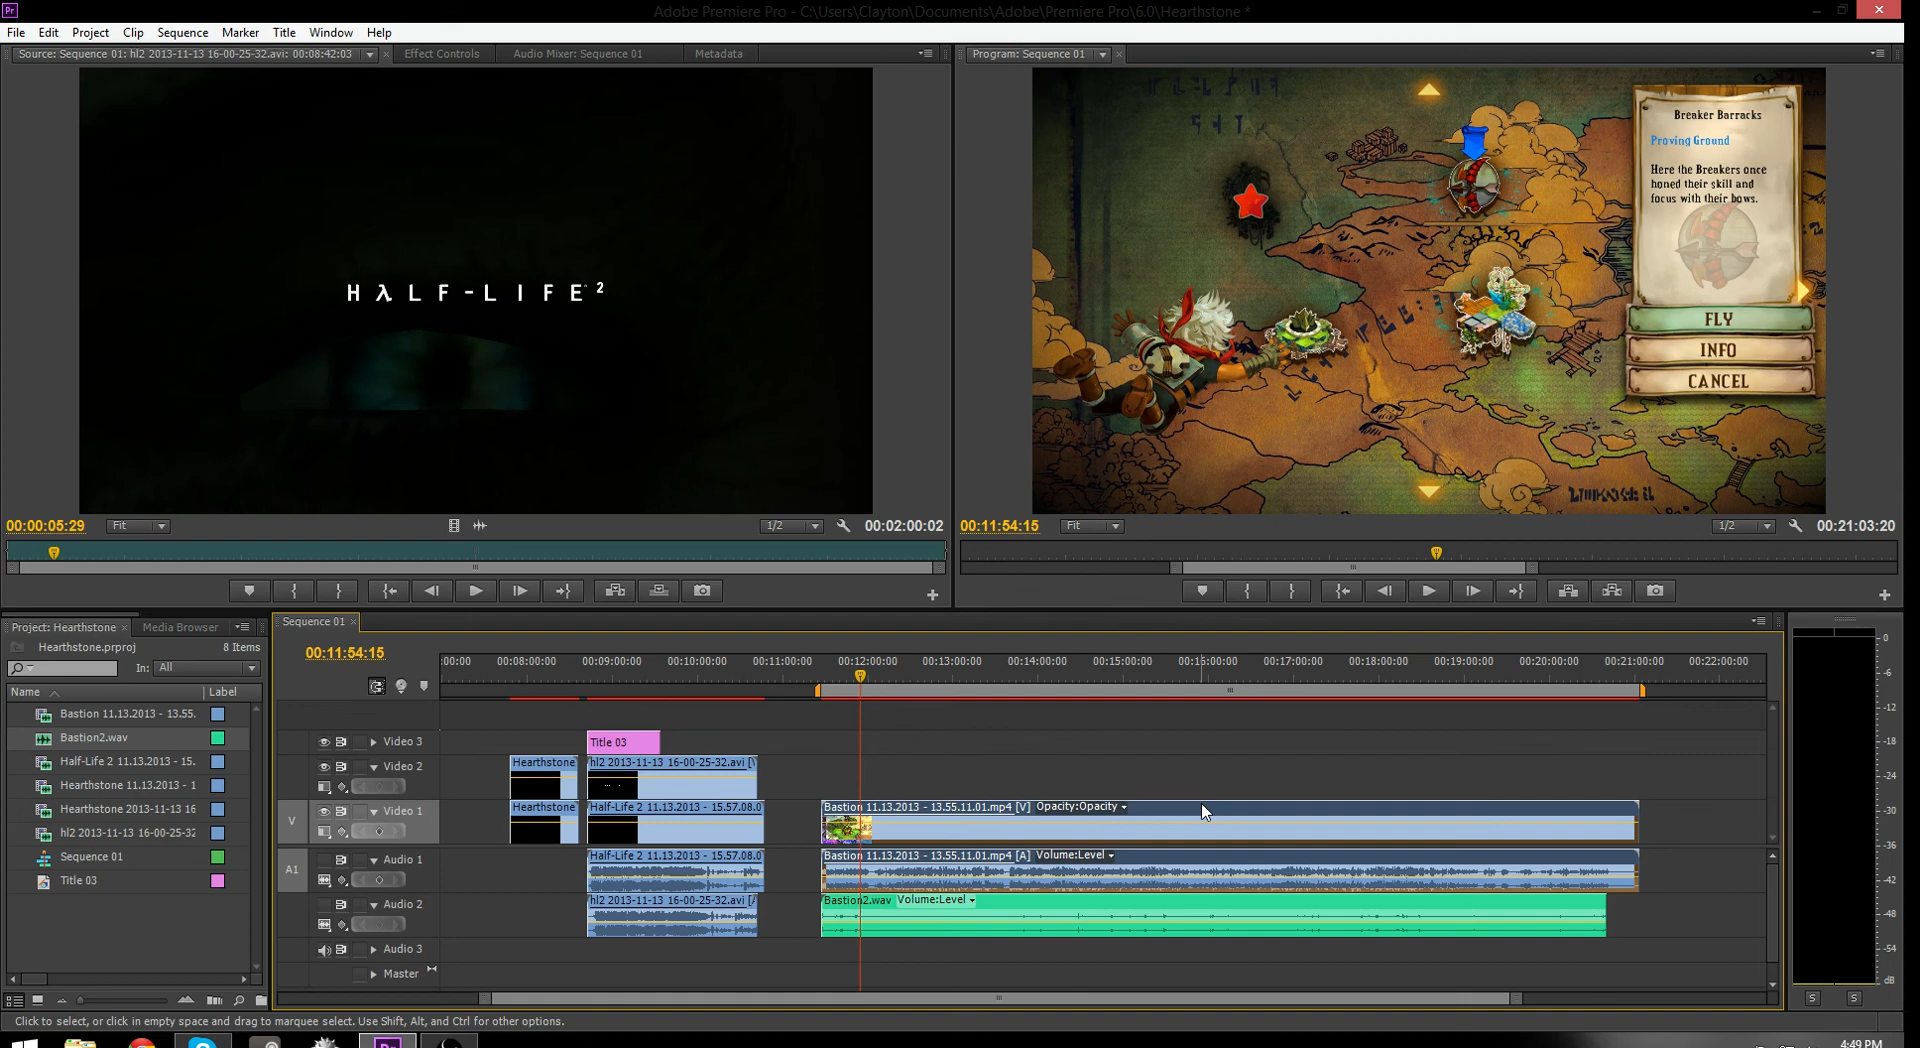 Adobe Premiere Pro - C:\Users\Clayton\Documents\Adobe\Premiere Pro\6.0\Hearthstone *
File Edit Project Clip Sequence Marker Title Window Help
Source: Sequence 01: hl2 2013-11-13 16-00-25-32.avi: 00:08:42:03
Effect Controls
Audio Mixer: Sequence 01
Metadata
Program: Sequence 01
HλLF-LIFE²
Breaker Barracks
Proving Ground
Here the Breakers once
honed their skill and
focus with their bows.
FLY
INFO
CANCEL
00:00:05:29
Fit
1/2
00:02:00:02
00:11:54:15
Fit
1/2
00:21:03:20
Project: Hearthstone
Media Browser
Hearthstone.prproj
8 Items
In: All
Name
Label
Bastion 11.13.2013 - 13.55.
Bastion2.wav
Half-Life 2 11.13.2013 - 15.
Hearthstone 11.13.2013 - 1
Hearthstone 2013-11-13 16
hl2 2013-11-13 16-00-25-32
Sequence 01
Title 03
Sequence 01
00:11:54:15
:00:00 00:08:00:00 00:09:00:00 00:10:00:00 00:11:00:00 00:12:00:00 00:13:00:00 00:14:00:00 00:15:00:00 00:16:00:00 00:17:00:00 00:18:00:00 00:19:00:00 00:20:00:00 00:21:00:00 00:22:00:00
Video 3
Title 03
Video 2
Hearthstone
hl2 2013-11-13 16-00-25-32.avi [V
V
Video 1
Hearthstone
Half-Life 2 11.13.2013 - 15.57.08.0
Bastion 11.13.2013 - 13.55.11.01.mp4 [V] Opacity:Opacity
A1
Audio 1
Half-Life 2 11.13.2013 - 15.57.08.0
Bastion 11.13.2013 - 13.55.11.01.mp4 [A] Volume:Level
Audio 2
hl2 2013-11-13 16-00-25-32.avi [A
Bastion2.wav Volume:Level
Audio 3
Master
0
-6
-12
-18
-24
-30
-36
-42
-48
-54
dB
S S
Click to select, or click in empty space and drag to marquee select. Use Shift, Alt, and Ctrl for other options.
4:49 PM